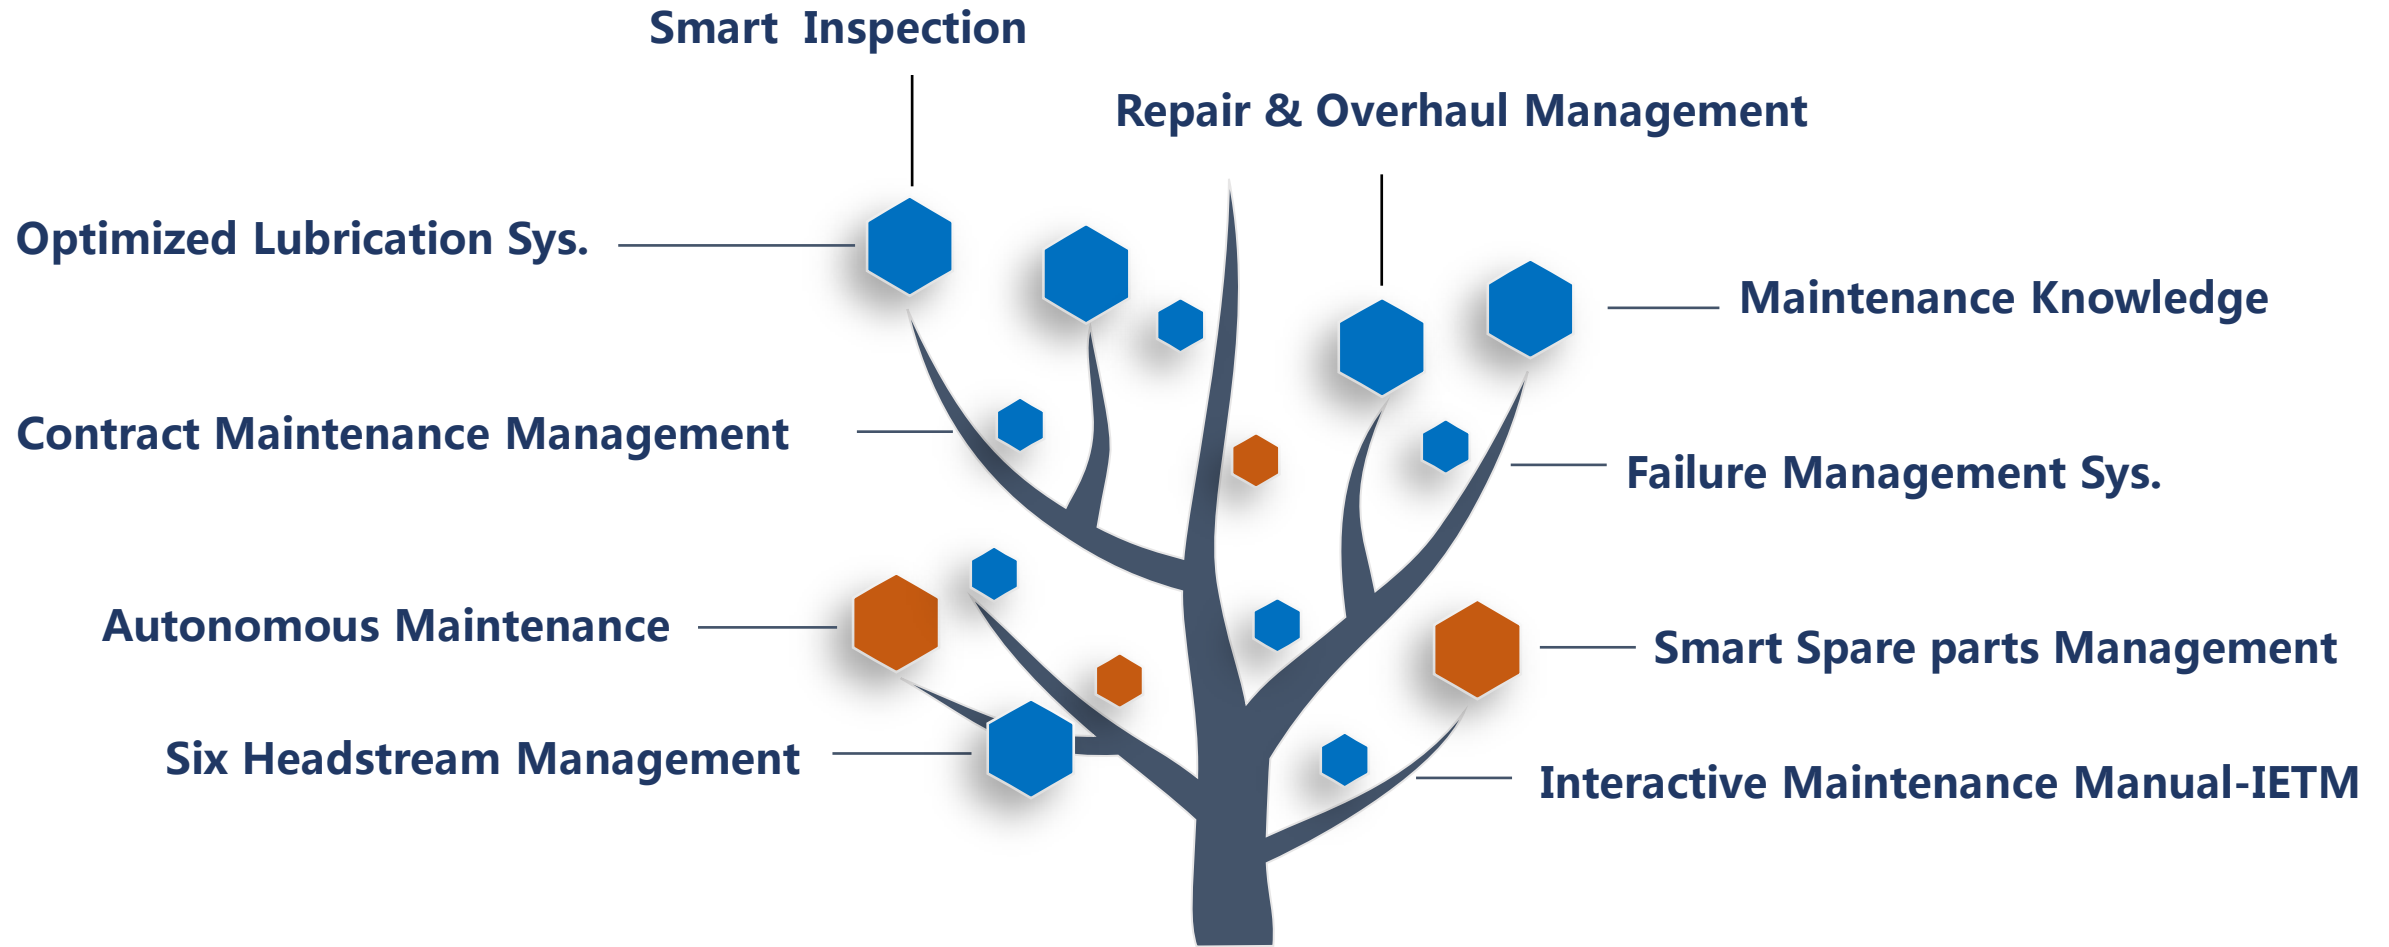 Smart Inspection
Repair & Overhaul Management
Optimized Lubrication Sys.
Maintenance Knowledge
Contract Maintenance Management
Failure Management Sys.
Autonomous Maintenance
Smart Spare parts Management
Six Headstream Management
Interactive Maintenance Manual-IETM